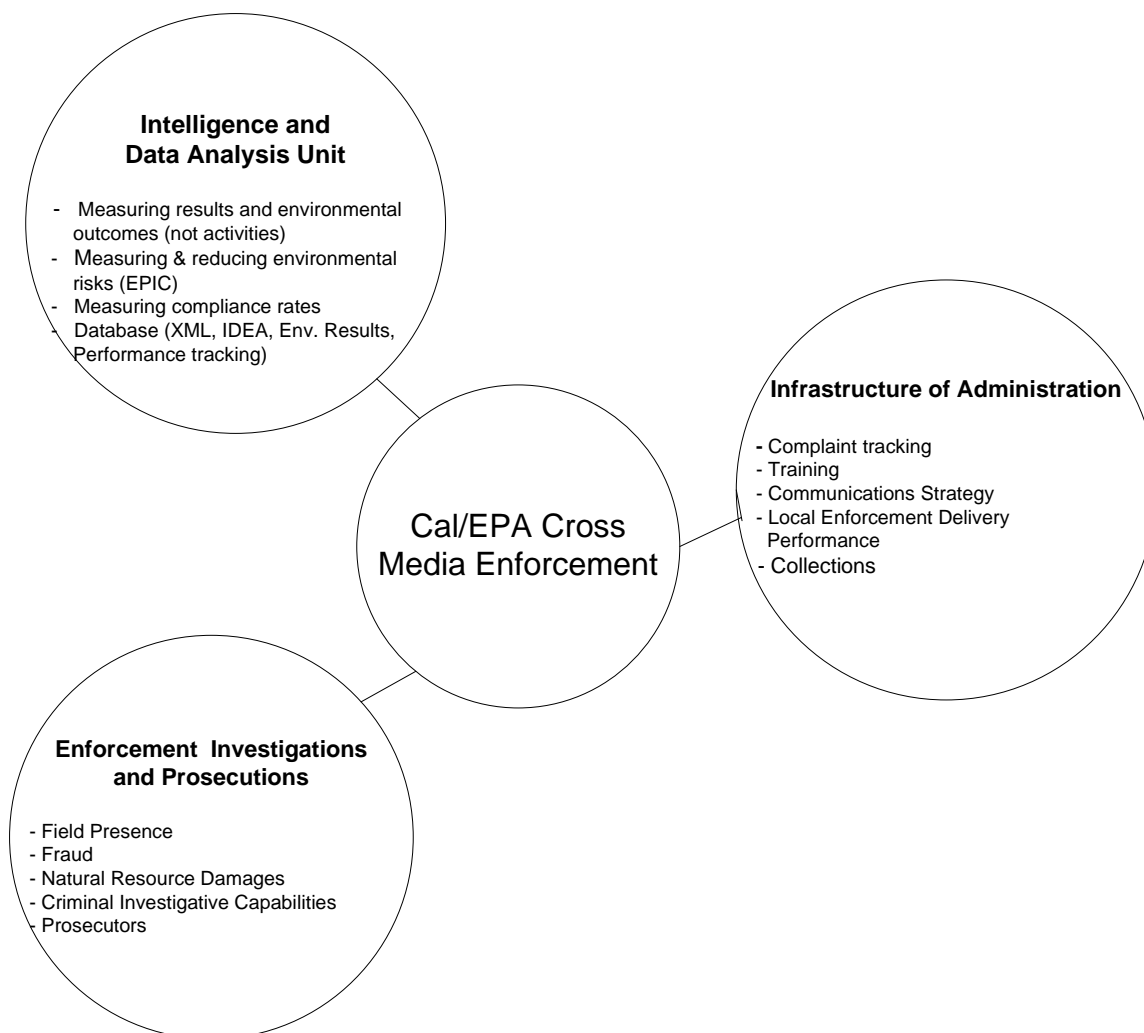 Intelligence and
Data Analysis Unit
- Measuring results and environmental
outcomes (not activities)
- Measuring & reducing environmental
risks (EPIC)
- Measuring compliance rates
- Database (XML, IDEA, Env. Results,
Performance tracking)
Infrastructure of Administration
- Complaint tracking
- Training
- Communications Strategy
- Local Enforcement Delivery
Performance
- Collections
Cal/EPA Cross
Media Enforcement
Enforcement Investigations
and Prosecutions
- Field Presence
- Fraud
- Natural Resource Damages
- Criminal Investigative Capabilities
- Prosecutors